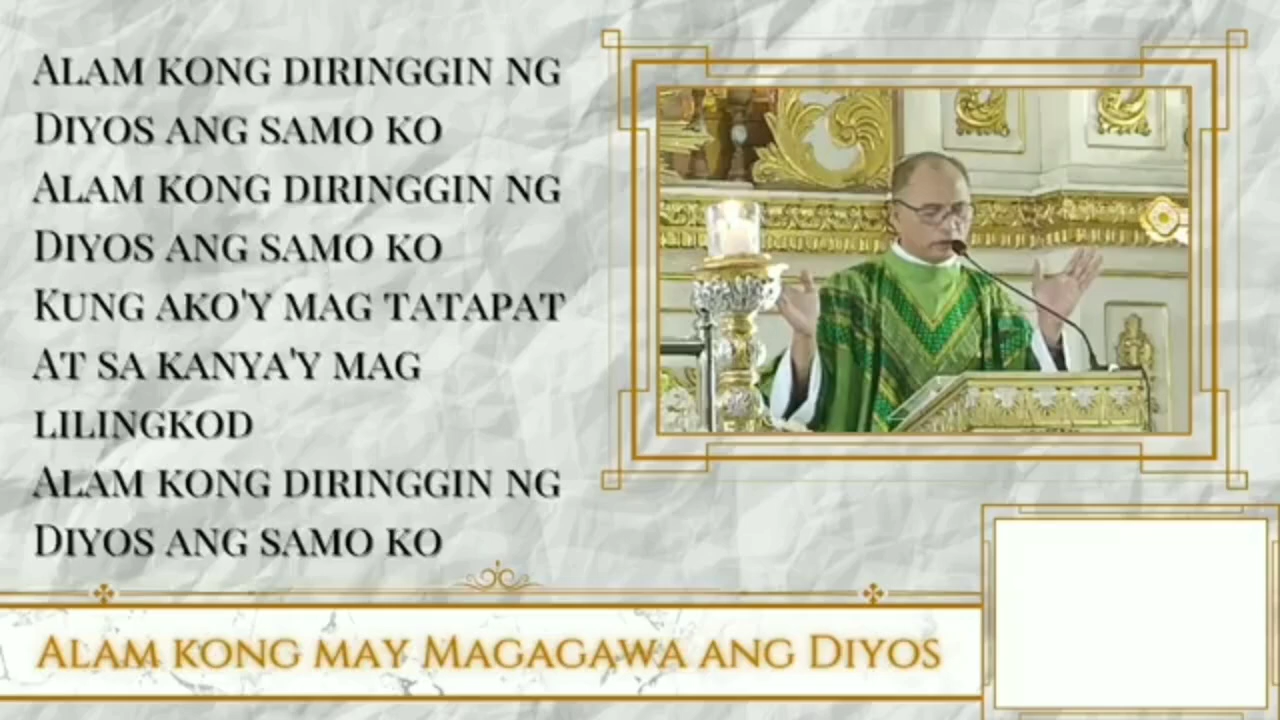 Alam kong diringgin ng
Diyos ang samo ko
Alam kong diringgin ng
Diyos ang samo ko
Kung ako'y mag tatapat
At sa kanya'y mag
lilingkod
Alam kong diringgin ng
Diyos ang samo ko
Alam kong may Magagawa ang Diyos